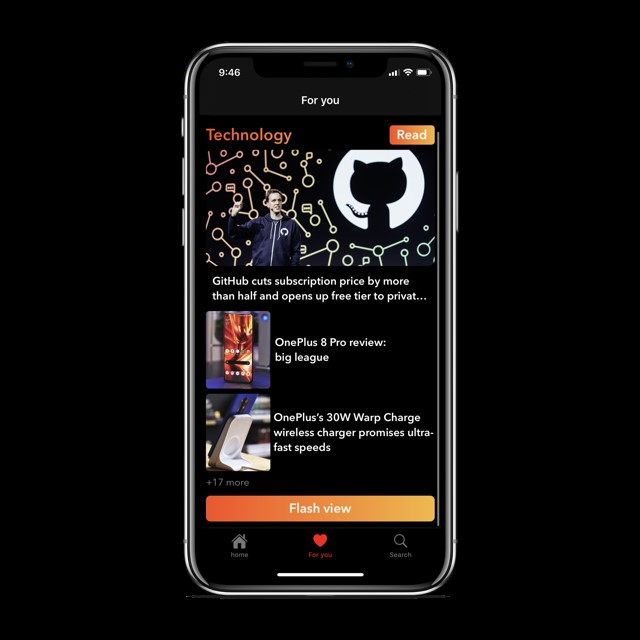 9:46
For you
Technology
Read
GitHub cuts subscription price by more
than half and opens up free tier to privat...
OnePlus 8 Pro review:
big league
OnePlus's 30W Warp Charge
wireless charger promises ultra-
fast speeds
+17 more
Flash view
home
For you
Search